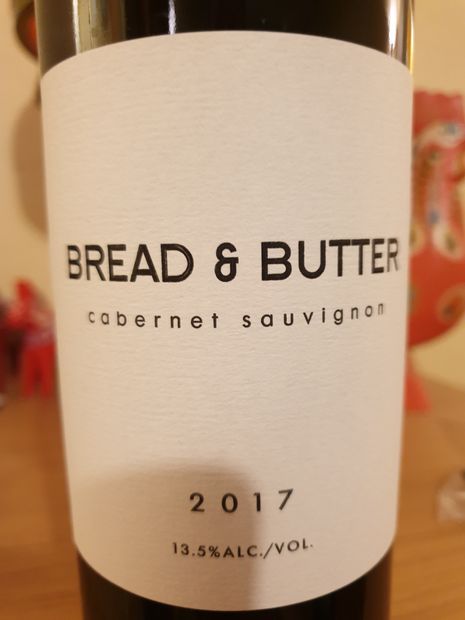 BREAD & BUTTER
cabernet sauvignon
2017
13.5%ALC./VOL.